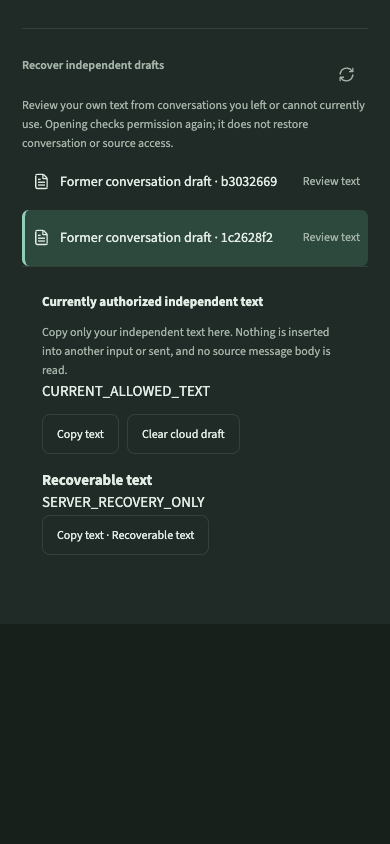 Recover independent drafts
Review your own text from conversations you left or cannot currently
use. Opening checks permission again; it does not restore
conversation or source access.
Former conversation draft · b3032669 Review text
Former conversation draft · 1c2628f2 Review text
Currently authorized independent text
Copy only your independent text here. Nothing is inserted
into another input or sent, and no source message body is
read.
CURRENT_ALLOWED_TEXT
Copy text Clear cloud draft
Recoverable text
SERVER_RECOVERY_ONLY
Copy text · Recoverable text